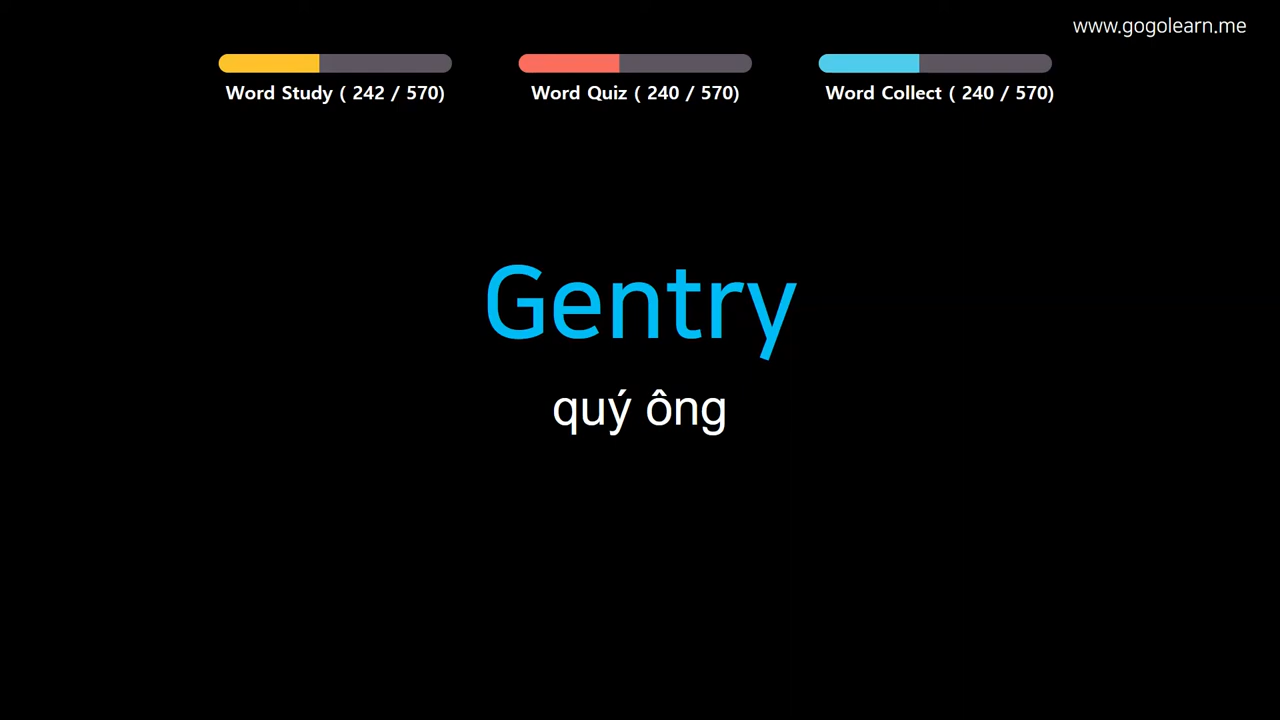 www.gogolearn.me
Word Study ( 242 / 570)
Word Quiz ( 240 / 570)
Word Collect ( 240 / 570)
Gentry
quý ông